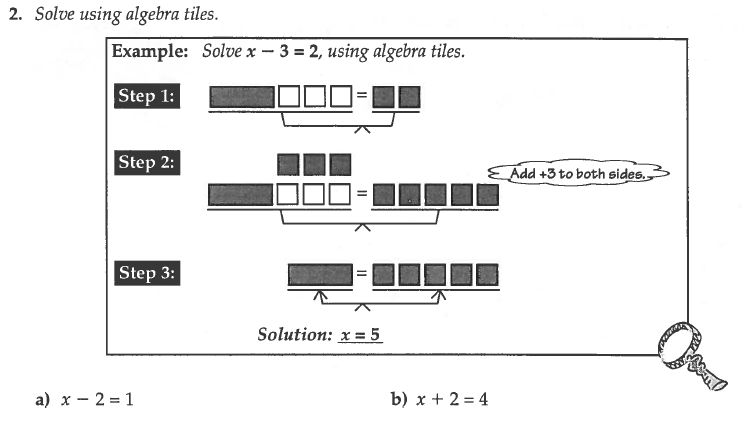 2. Solve using algebra tiles.
Example: Solve x − 3 = 2, using algebra tiles.
Step 1:
=
Step 2:
Add +3 to both sides.
=
Step 3:
=
Solution: x = 5
a) x − 2 = 1
b) x + 2 = 4